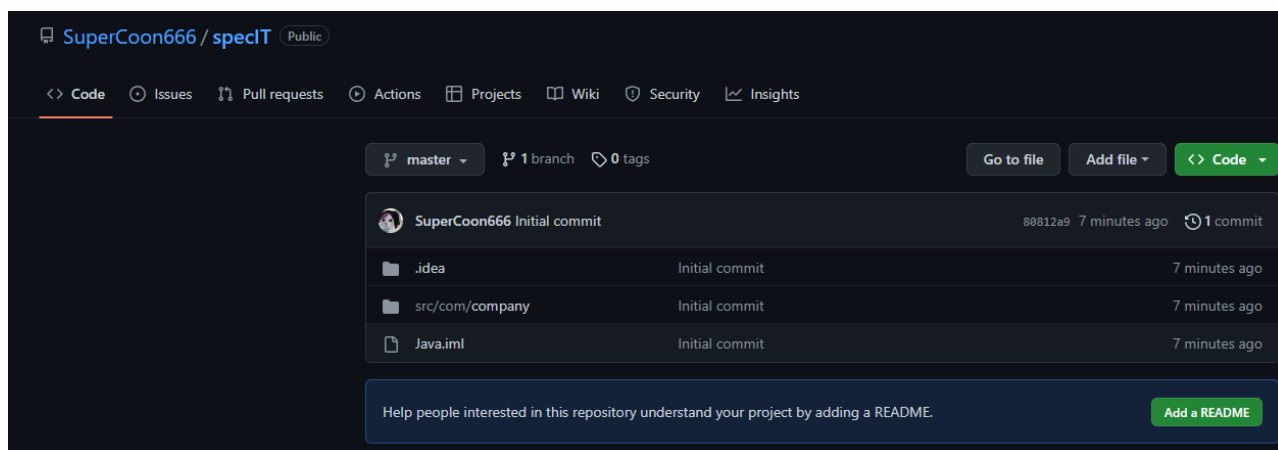 SuperCoon666 / specIT Public
<> Code Issues Pull requests Actions Projects Wiki Security Insights
master 1 branch 0 tags Go to file Add file <> Code
SuperCoon666 Initial commit 80812a9 7 minutes ago 1 commit
.idea Initial commit 7 minutes ago
src/com/company Initial commit 7 minutes ago
Java.iml Initial commit 7 minutes ago
Help people interested in this repository understand your project by adding a README. Add a README